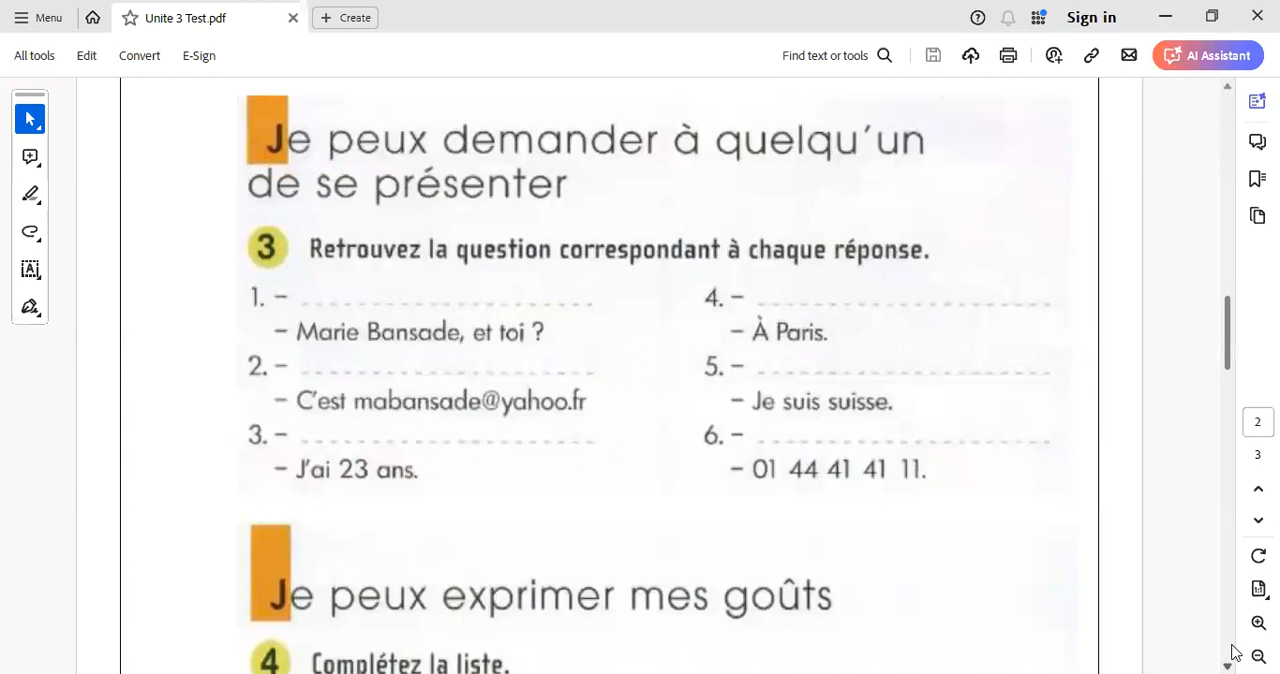 Menu
Unite 3 Test.pdf
Create
Sign in
All tools
Edit
Convert
E-Sign
Find text or tools
AI Assistant
Je peux demander à quelqu'un
de se présenter
3 Retrouvez la question correspondant à chaque réponse.
1. –
– Marie Bansade, et toi ?
2. –
– C'est mabansade@yahoo.fr
3. –
– J'ai 23 ans.
4. –
– À Paris.
5. –
– Je suis suisse.
6. –
– 01 44 41 41 11.
Je peux exprimer mes goûts
4 Complétez la liste.
2
3